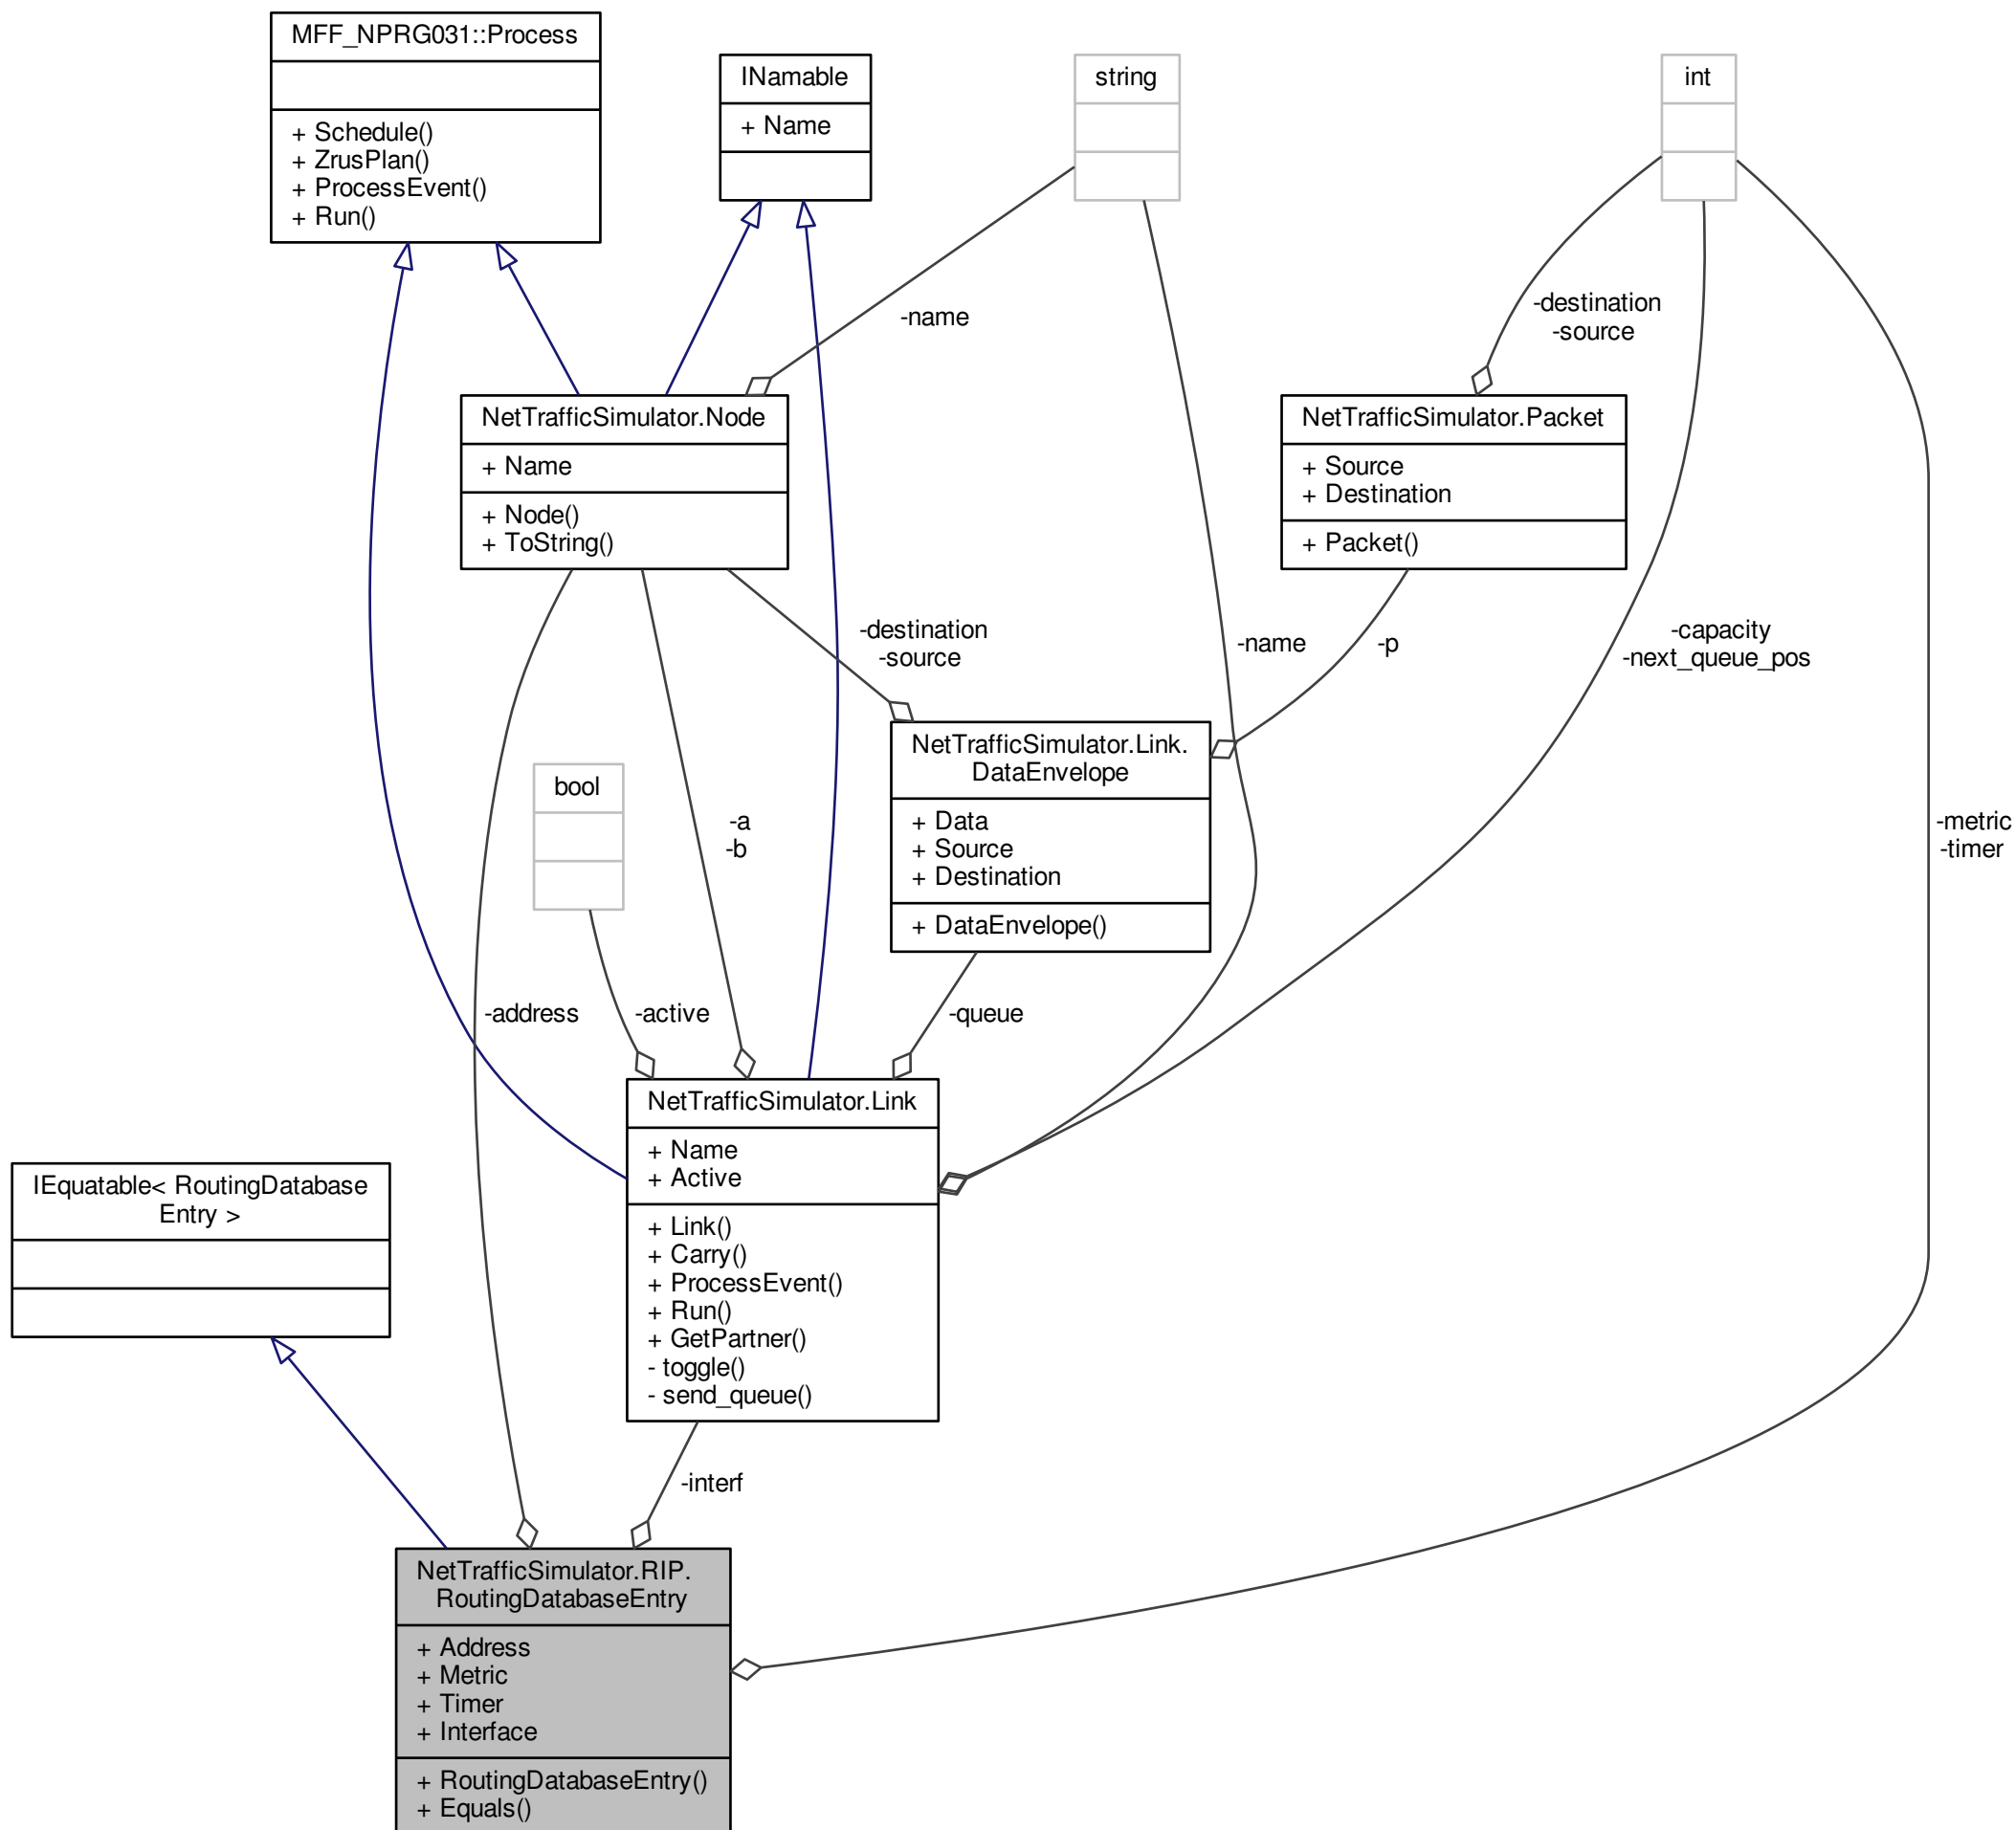 MFF_NPRG031::Process
+ Schedule()
+ ZrusPlan()
+ ProcessEvent()
+ Run()
INamable
+ Name
string
int
-name
-destination
-source
NetTrafficSimulator.Node
+ Name
+ Node()
+ ToString()
NetTrafficSimulator.Packet
+ Source
+ Destination
+ Packet()
-destination
-source
-name
-p
-capacity
-next_queue_pos
NetTrafficSimulator.Link.
DataEnvelope
+ Data
+ Source
+ Destination
+ DataEnvelope()
bool
-a
-b
-metric
-timer
-address
-active
-queue
NetTrafficSimulator.Link
+ Name
+ Active
+ Link()
+ Carry()
+ ProcessEvent()
+ Run()
+ GetPartner()
- toggle()
- send_queue()
IEquatable< RoutingDatabase
Entry >
-interf
NetTrafficSimulator.RIP.
RoutingDatabaseEntry
+ Address
+ Metric
+ Timer
+ Interface
+ RoutingDatabaseEntry()
+ Equals()